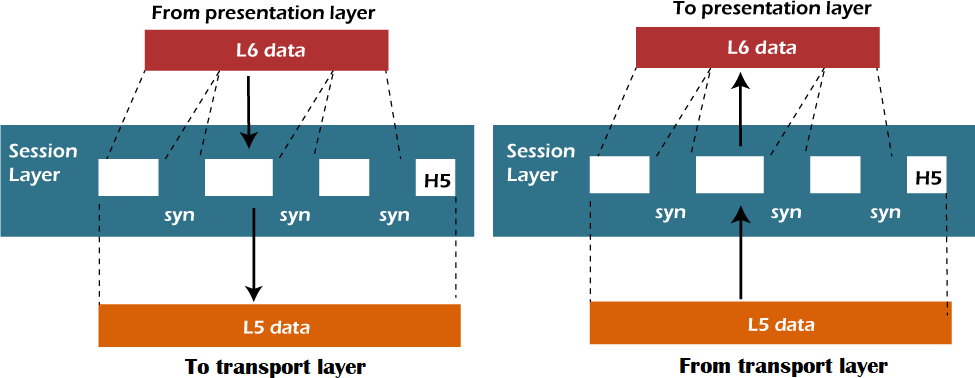 From presentation layer
L6 data
Session
Layer
H5
syn
syn
syn
L5 data
To transport layer
To presentation layer
L6 data
Session
Layer
H5
syn
syn
syn
L5 data
From transport layer